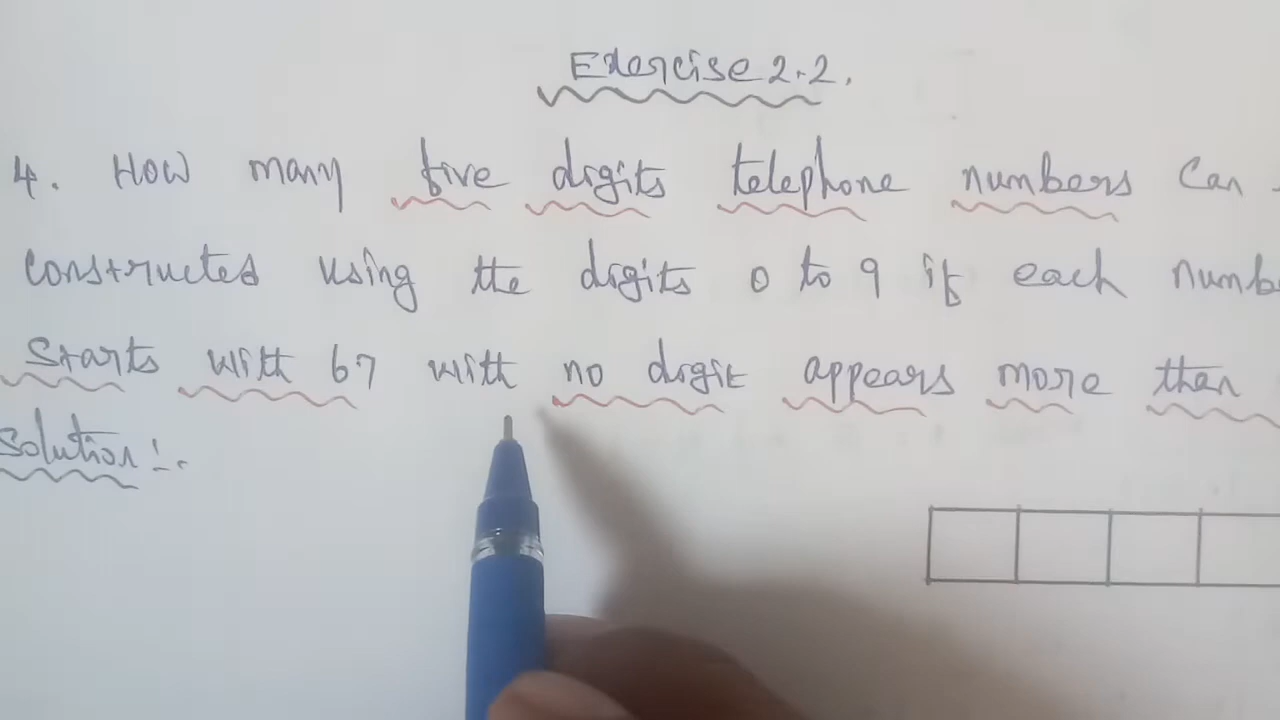 Exercise 2.2.
4. How many five digits telephone numbers can
constructed using the digits 0 to 9 if each numb
starts with 67 with no digit appears more than
Solution:-